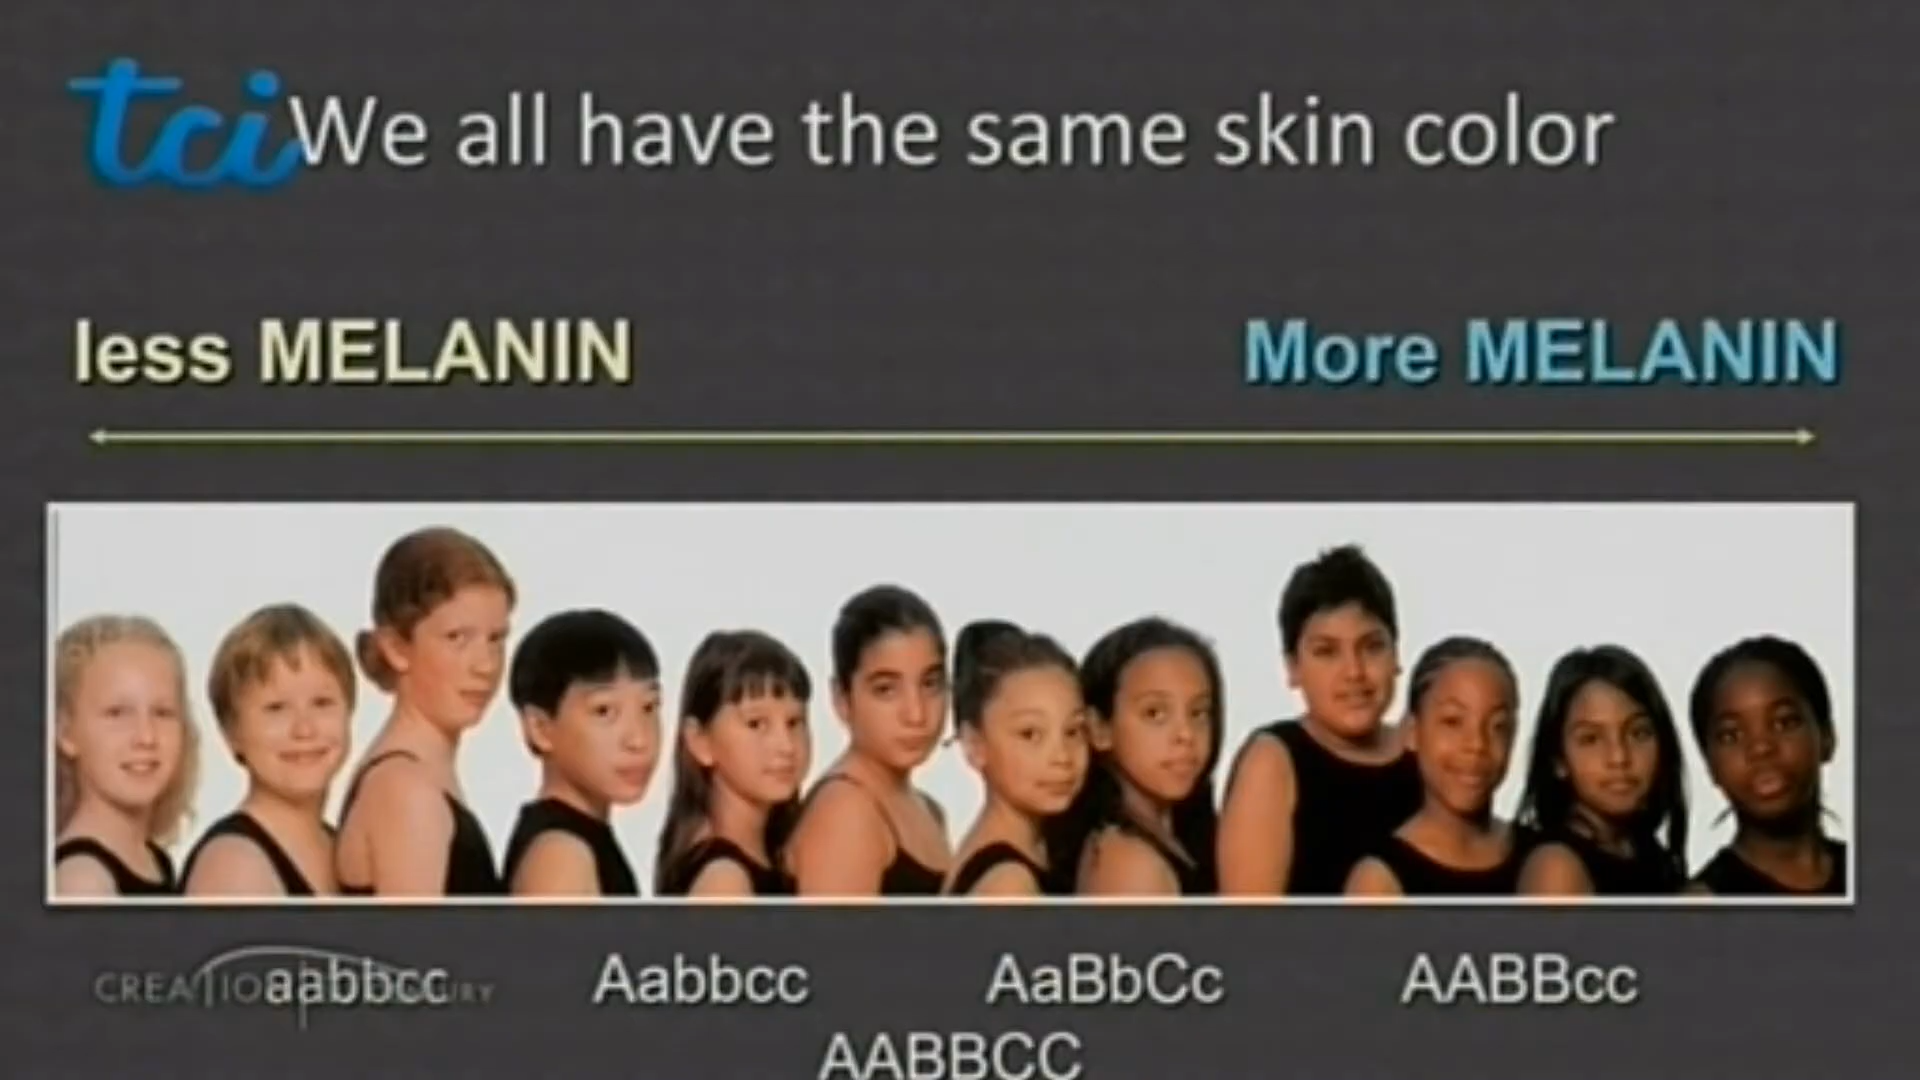 tci We all have the same skin color
less MELANIN More MELANIN
aabbcc Aabbcc AaBbCc AABBcc
AABBCC